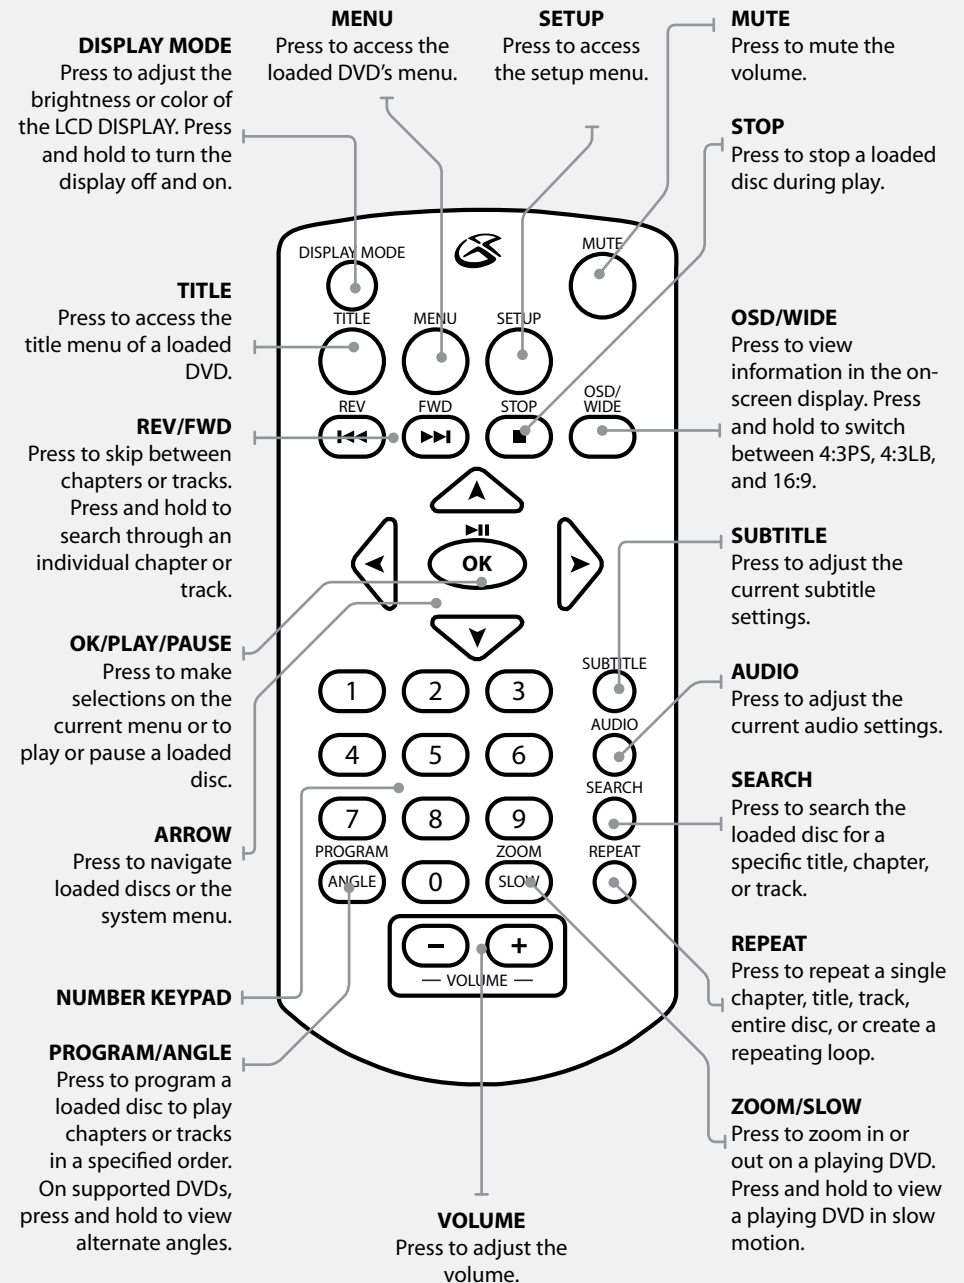 MENU
Press to access the
loaded DVD's menu.
SETUP
Press to access
the setup menu.
MUTE
Press to mute the
volume.
DISPLAY MODE
Press to adjust the
brightness or color of
the LCD DISPLAY. Press
and hold to turn the
display off and on.
STOP
Press to stop a loaded
disc during play.
TITLE
Press to access the
title menu of a loaded
DVD.
REV/FWD
Press to skip between
chapters or tracks.
Press and hold to
search through an
individual chapter or
track.
OK/PLAY/PAUSE
Press to make
selections on the
current menu or to
play or pause a loaded
disc.
ARROW
Press to navigate
loaded discs or the
system menu.
NUMBER KEYPAD
PROGRAM/ANGLE
Press to program a
loaded disc to play
chapters or tracks
in a specified order.
On supported DVDs,
press and hold to view
alternate angles.
DISPLAY MODE
MUTE
TITLE MENU SETUP
REV FWD STOP OSD/
WIDE
OK
SUBTITLE
1 2 3
AUDIO
4 5 6
SEARCH
7 8 9
PROGRAM ZOOM REPEAT
ANGLE 0 SLOW
− +
VOLUME
VOLUME
Press to adjust the
volume.
OSD/WIDE
Press to view
information in the on-
screen display. Press
and hold to switch
between 4:3PS, 4:3LB,
and 16:9.
SUBTITLE
Press to adjust the
current subtitle
settings.
AUDIO
Press to adjust the
current audio settings.
SEARCH
Press to search the
loaded disc for a
specific title, chapter,
or track.
REPEAT
Press to repeat a single
chapter, title, track,
entire disc, or create a
repeating loop.
ZOOM/SLOW
Press to zoom in or
out on a playing DVD.
Press and hold to view
a playing DVD in slow
motion.